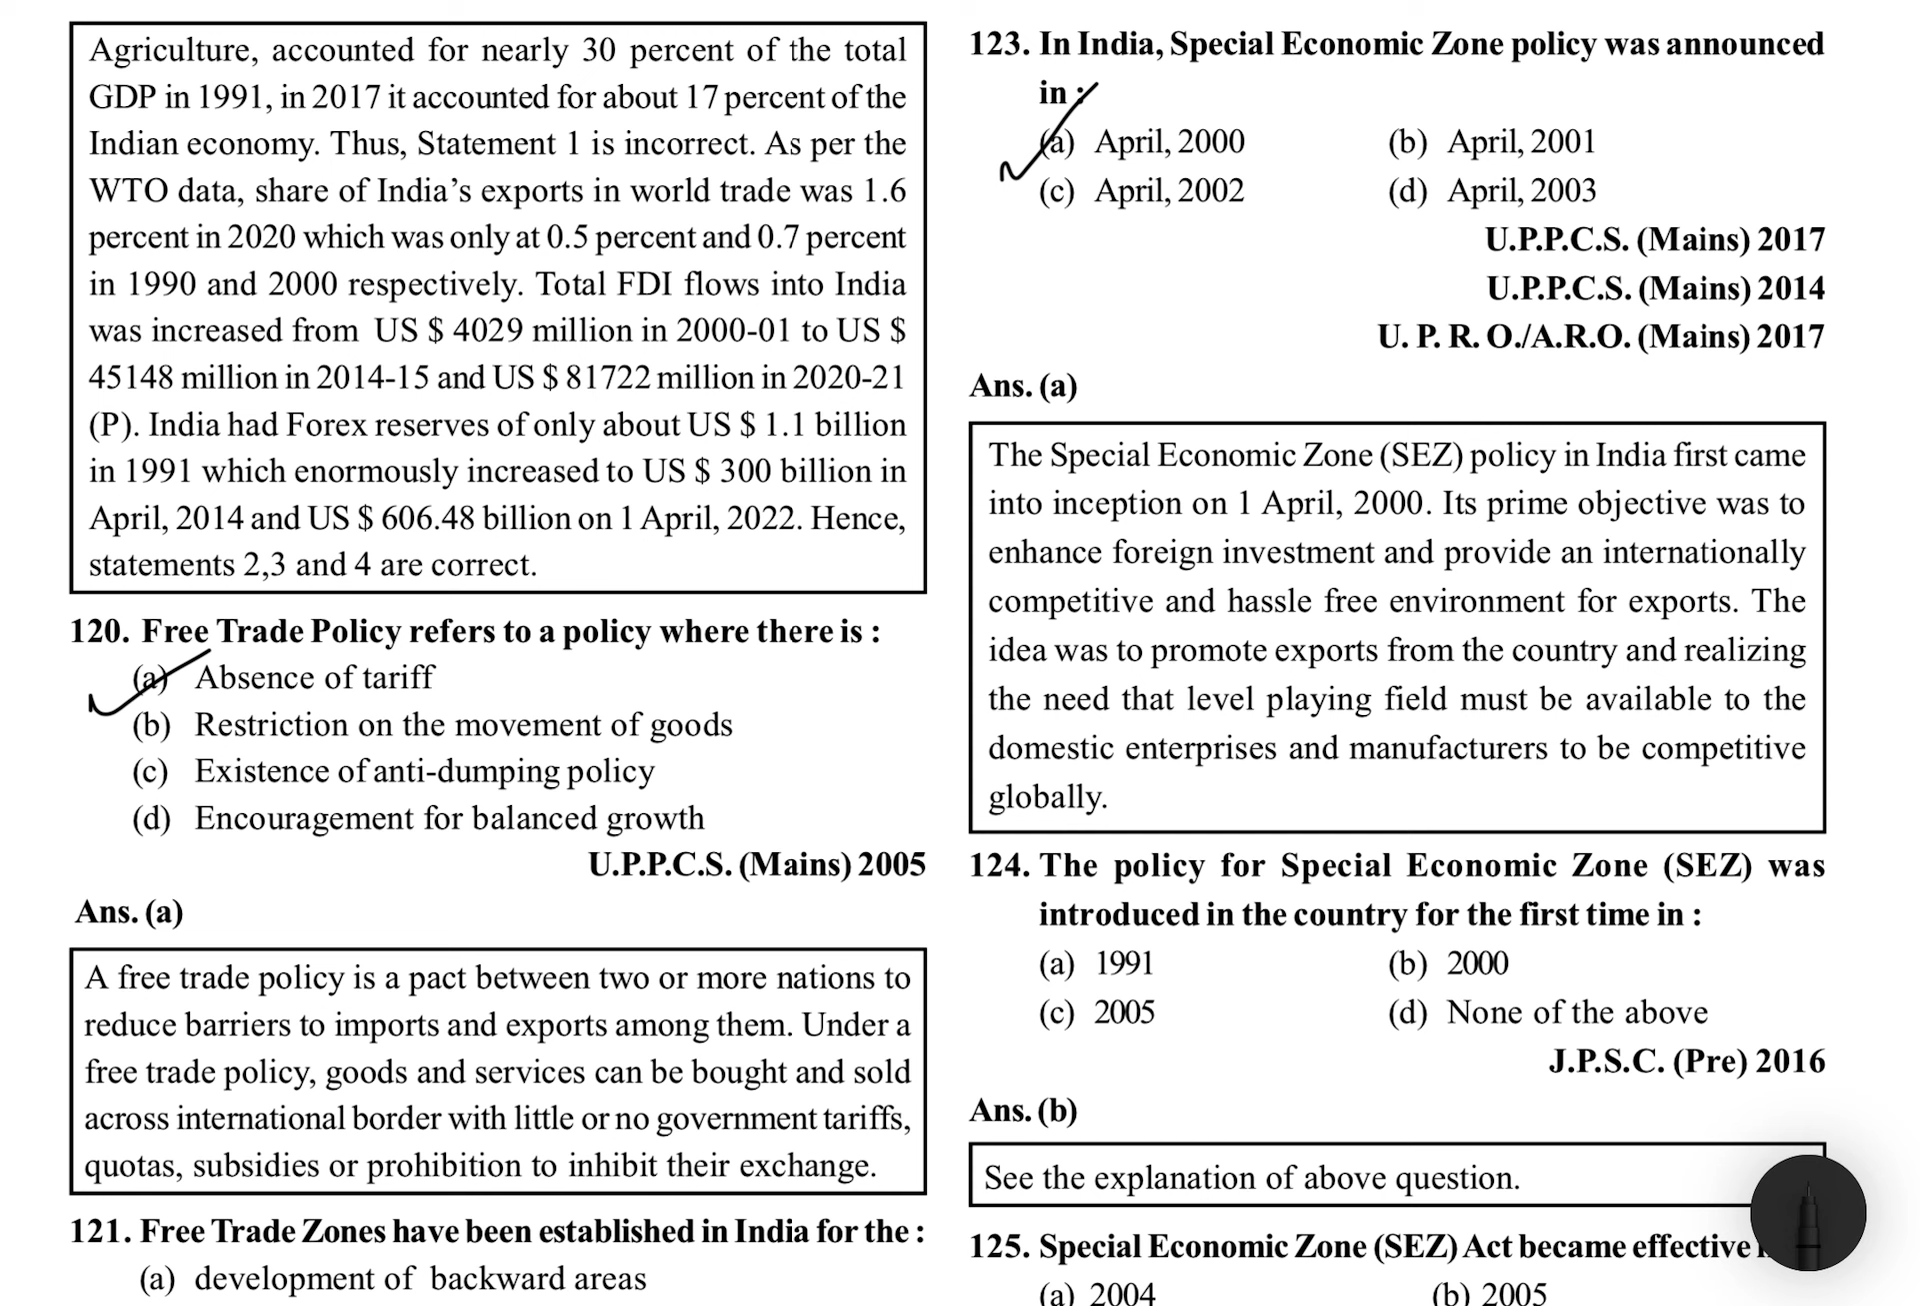 Agriculture, accounted for nearly 30 percent of the total
GDP in 1991, in 2017 it accounted for about 17 percent of the
Indian economy. Thus, Statement 1 is incorrect. As per the
WTO data, share of India’s exports in world trade was 1.6
percent in 2020 which was only at 0.5 percent and 0.7 percent
in 1990 and 2000 respectively. Total FDI flows into India
was increased from US $ 4029 million in 2000-01 to US $
45148 million in 2014-15 and US $ 81722 million in 2020-21
(P). India had Forex reserves of only about US $ 1.1 billion
in 1991 which enormously increased to US $ 300 billion in
April, 2014 and US $ 606.48 billion on 1 April, 2022. Hence,
statements 2,3 and 4 are correct.
120. Free Trade Policy refers to a policy where there is :
(a) Absence of tariff
(b) Restriction on the movement of goods
(c) Existence of anti-dumping policy
(d) Encouragement for balanced growth
U.P.P.C.S. (Mains) 2005
Ans. (a)
A free trade policy is a pact between two or more nations to
reduce barriers to imports and exports among them. Under a
free trade policy, goods and services can be bought and sold
across international border with little or no government tariffs,
quotas, subsidies or prohibition to inhibit their exchange.
121. Free Trade Zones have been established in India for the :
(a) development of backward areas
123. In India, Special Economic Zone policy was announced
in :
(a) April, 2000 (b) April, 2001
(c) April, 2002 (d) April, 2003
U.P.P.C.S. (Mains) 2017
U.P.P.C.S. (Mains) 2014
U. P. R. O./A.R.O. (Mains) 2017
Ans. (a)
The Special Economic Zone (SEZ) policy in India first came
into inception on 1 April, 2000. Its prime objective was to
enhance foreign investment and provide an internationally
competitive and hassle free environment for exports. The
idea was to promote exports from the country and realizing
the need that level playing field must be available to the
domestic enterprises and manufacturers to be competitive
globally.
124. The policy for Special Economic Zone (SEZ) was
introduced in the country for the first time in :
(a) 1991 (b) 2000
(c) 2005 (d) None of the above
J.P.S.C. (Pre) 2016
Ans. (b)
See the explanation of above question.
125. Special Economic Zone (SEZ) Act became effective
(a) 2004 (b) 2005